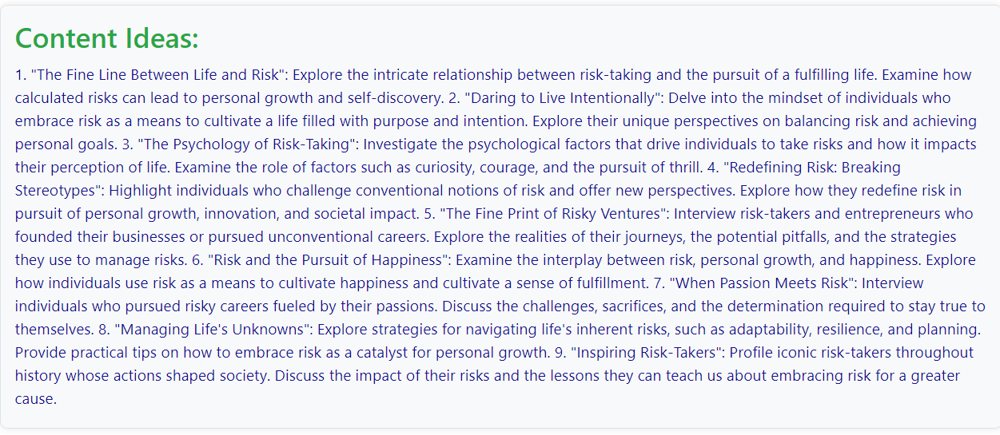 Content Ideas:
1. "The Fine Line Between Life and Risk": Explore the intricate relationship between risk-taking and the pursuit of a fulfilling life. Examine how
calculated risks can lead to personal growth and self-discovery. 2. "Daring to Live Intentionally": Delve into the mindset of individuals who
embrace risk as a means to cultivate a life filled with purpose and intention. Explore their unique perspectives on balancing risk and achieving
personal goals. 3. "The Psychology of Risk-Taking": Investigate the psychological factors that drive individuals to take risks and how it impacts
their perception of life. Examine the role of factors such as curiosity, courage, and the pursuit of thrill. 4. "Redefining Risk: Breaking
Stereotypes": Highlight individuals who challenge conventional notions of risk and offer new perspectives. Explore how they redefine risk in
pursuit of personal growth, innovation, and societal impact. 5. "The Fine Print of Risky Ventures": Interview risk-takers and entrepreneurs who
founded their businesses or pursued unconventional careers. Explore the realities of their journeys, the potential pitfalls, and the strategies
they use to manage risks. 6. "Risk and the Pursuit of Happiness": Examine the interplay between risk, personal growth, and happiness. Explore
how individuals use risk as a means to cultivate happiness and cultivate a sense of fulfillment. 7. "When Passion Meets Risk": Interview
individuals who pursued risky careers fueled by their passions. Discuss the challenges, sacrifices, and the determination required to stay true to
themselves. 8. "Managing Life's Unknowns": Explore strategies for navigating life's inherent risks, such as adaptability, resilience, and planning.
Provide practical tips on how to embrace risk as a catalyst for personal growth. 9. "Inspiring Risk-Takers": Profile iconic risk-takers throughout
history whose actions shaped society. Discuss the impact of their risks and the lessons they can teach us about embracing risk for a greater
cause.